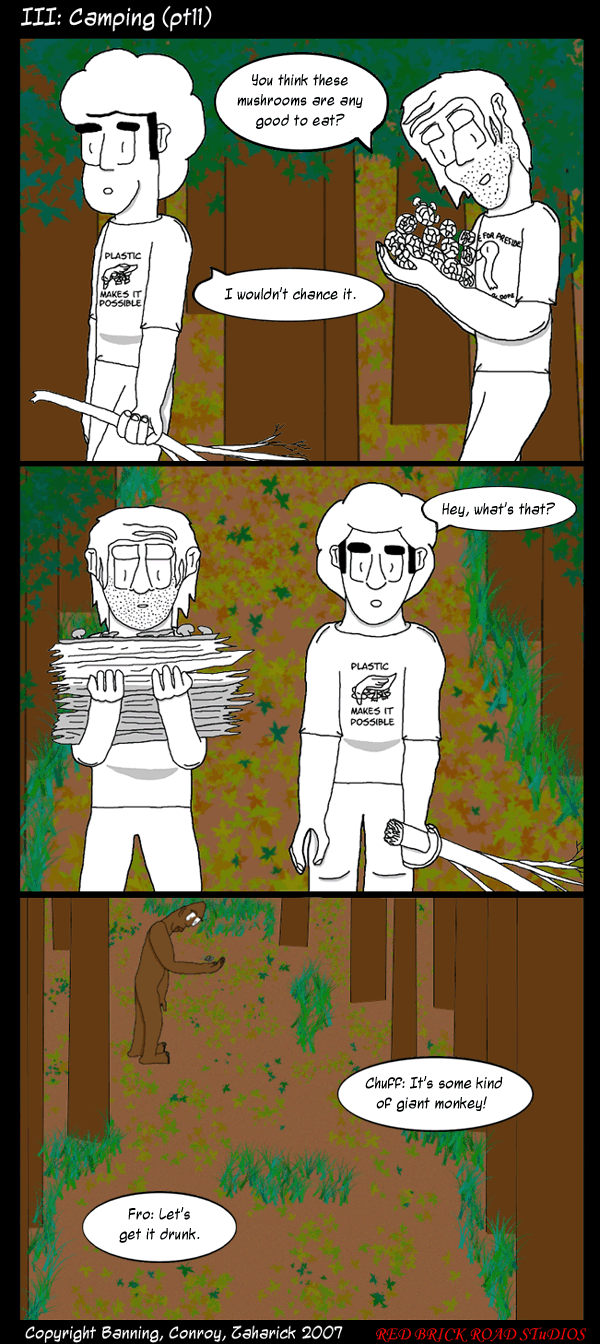 III: Camping (pt11)
You think these
mushrooms are any
good to eat?
PLASTIC
MAKES IT
POSSIBLE
E FOR PRESIDE
I wouldn't chance it.
Hey, what's that?
PLASTIC
MAKES IT
POSSIBLE
Chuff: It's some kind
of giant monkey!
Fro: Let's
get it drunk.
Copyright Banning, Conroy, Zaharick 2007
RED BRICK ROAD STuDIOS